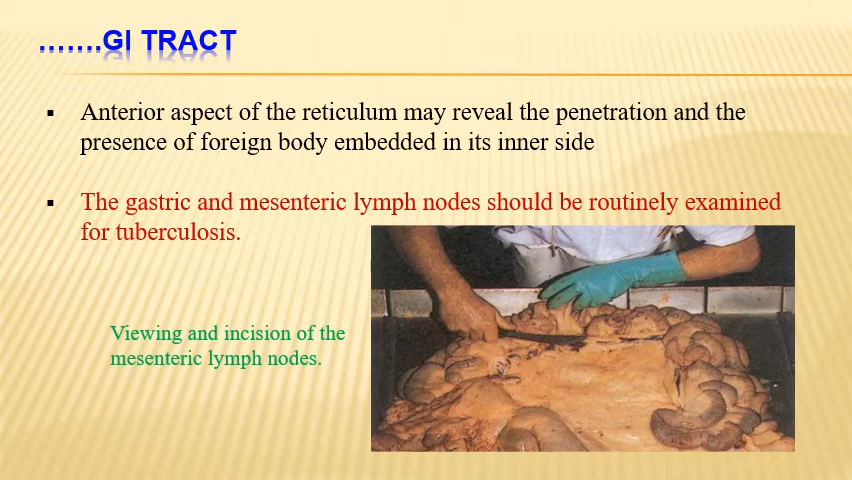 …….GI TRACT
▪ Anterior aspect of the reticulum may reveal the penetration and the
presence of foreign body embedded in its inner side
▪ The gastric and mesenteric lymph nodes should be routinely examined
for tuberculosis.
Viewing and incision of the
mesenteric lymph nodes.